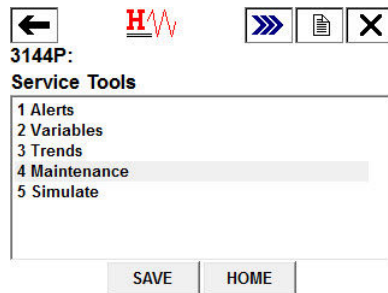 H
3144P:
Service Tools
1 Alerts
2 Variables
3 Trends
4 Maintenance
5 Simulate
SAVE HOME